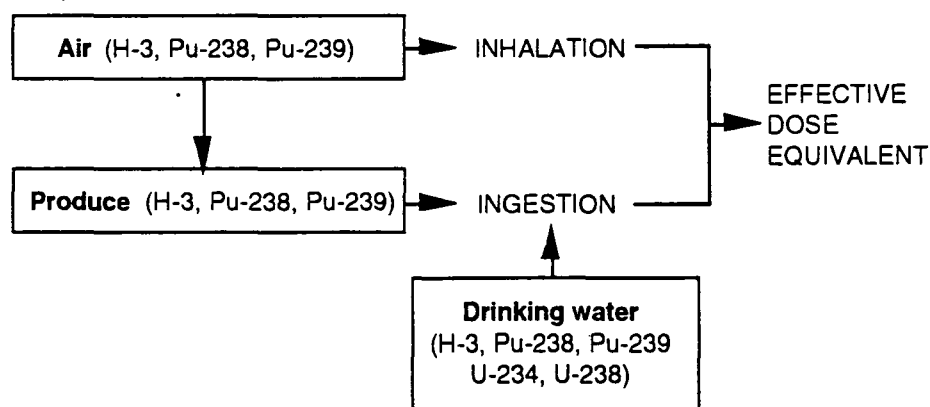 Air (H-3, Pu-238, Pu-239)
INHALATION
EFFECTIVE
DOSE
EQUIVALENT
Produce (H-3, Pu-238, Pu-239)
INGESTION
Drinking water
(H-3, Pu-238, Pu-239
U-234, U-238)